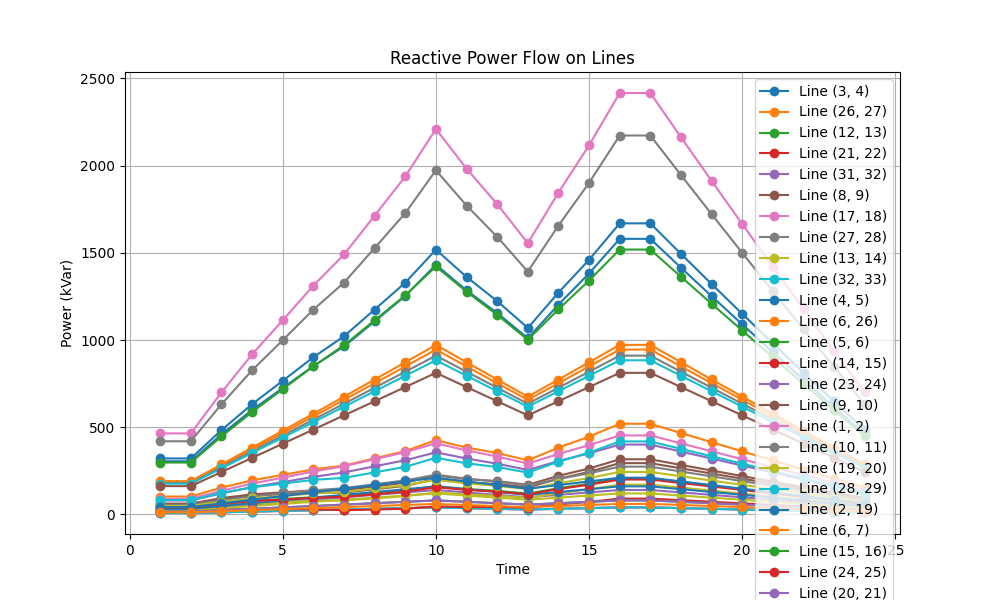 Reactive Power Flow on Lines
2500
2000
1500
1000
500
0
Power (kVar)
0
5
10
15
20
25
Time
Line (3, 4)
Line (26, 27)
Line (12, 13)
Line (21, 22)
Line (31, 32)
Line (8, 9)
Line (17, 18)
Line (27, 28)
Line (13, 14)
Line (32, 33)
Line (4, 5)
Line (6, 26)
Line (5, 6)
Line (14, 15)
Line (23, 24)
Line (9, 10)
Line (1, 2)
Line (10, 11)
Line (19, 20)
Line (28, 29)
Line (2, 19)
Line (6, 7)
Line (15, 16)
Line (24, 25)
Line (20, 21)